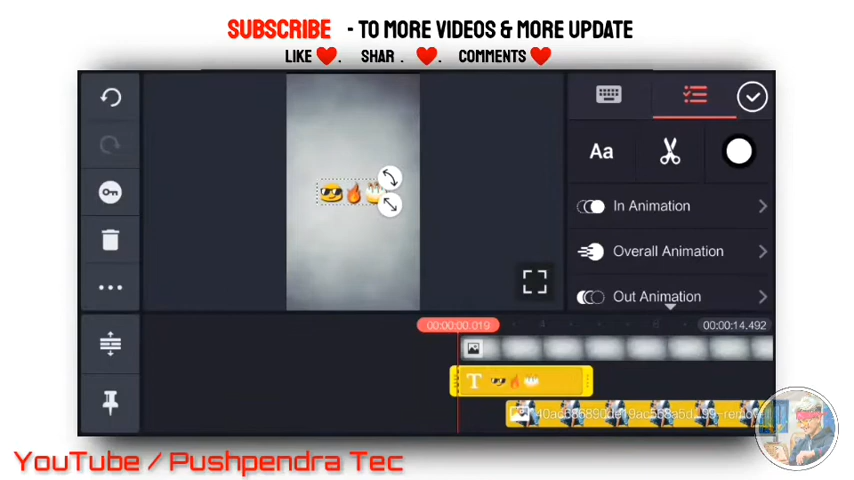 SUBSCRIBE - TO MORE VIDEOS & MORE UPDATE
LIKE ❤. SHAR . ❤. COMMENTS ❤
Aa
In Animation
Overall Animation
Out Animation
00:00:00.019
4
00:00:14.492
T 😎🔥🎂
YouTube / Pushpendra Tec